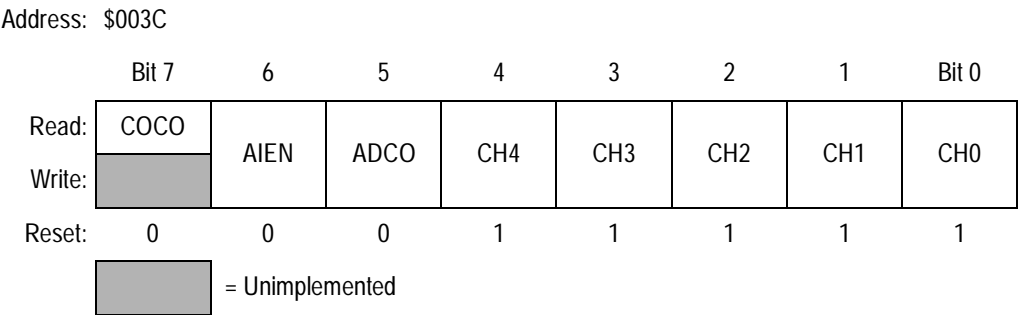 Address: $003C
Bit 7 6 5 4 3 2 1 Bit 0
Read: COCO
AIEN ADCO CH4 CH3 CH2 CH1 CH0
Write:
Reset: 0 0 0 1 1 1 1 1
= Unimplemented